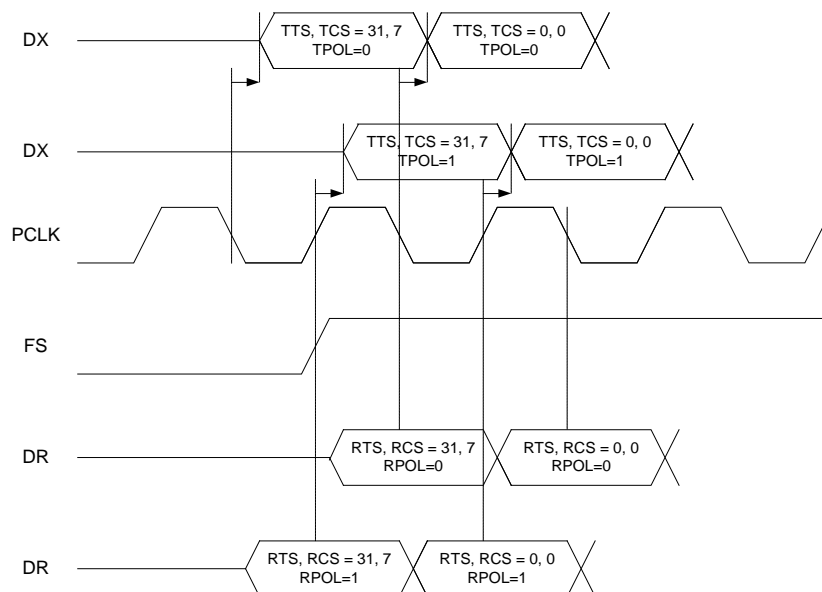 DX
TTS, TCS = 31, 7
TPOL=0
TTS, TCS = 0, 0
TPOL=0
DX
TTS, TCS = 31, 7
TPOL=1
TTS, TCS = 0, 0
TPOL=1
PCLK
FS
DR
RTS, RCS = 31, 7
RPOL=0
RTS, RCS = 0, 0
RPOL=0
DR
RTS, RCS = 31, 7
RPOL=1
RTS, RCS = 0, 0
RPOL=1